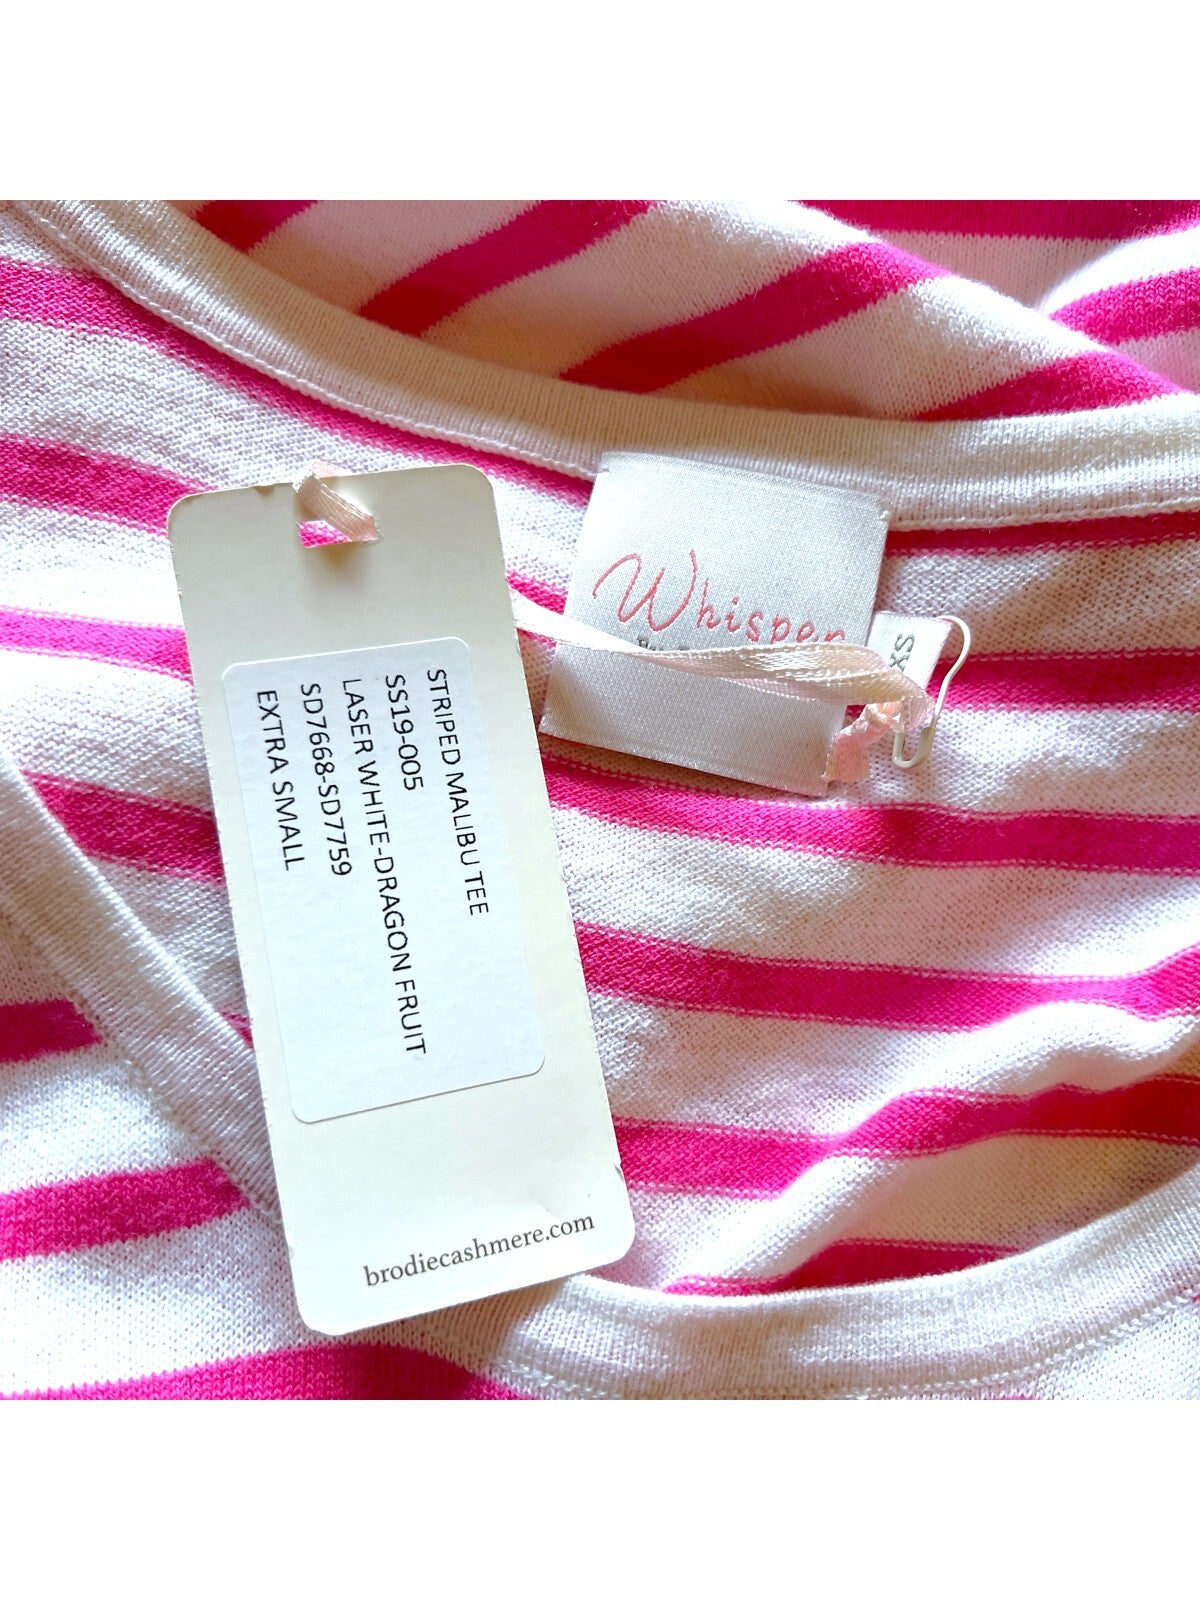 STRIPED MALIBU TEE
SS19-005
LASER WHITE-DRAGON FRUIT
SD7668-SD7759
EXTRA SMALL
brodiecashmere.com
Whisper
XS